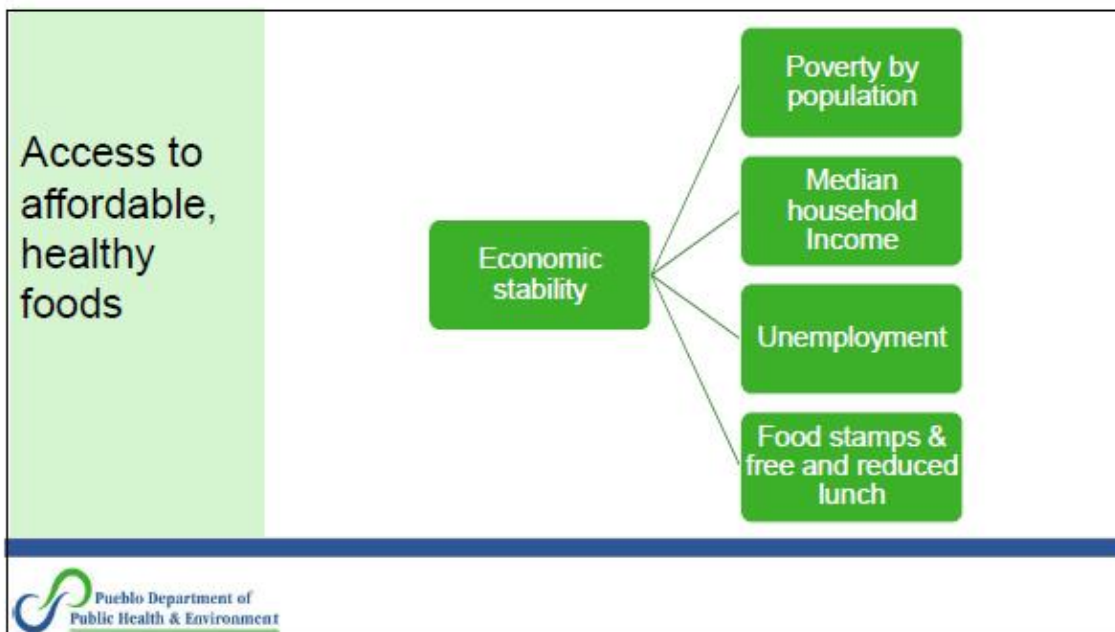 Access to
affordable,
healthy
foods
Economic
stability
Poverty by
population
Median
household
Income
Unemployment
Food stamps &
free and reduced
lunch
Pueblo Department of
Public Health & Environment